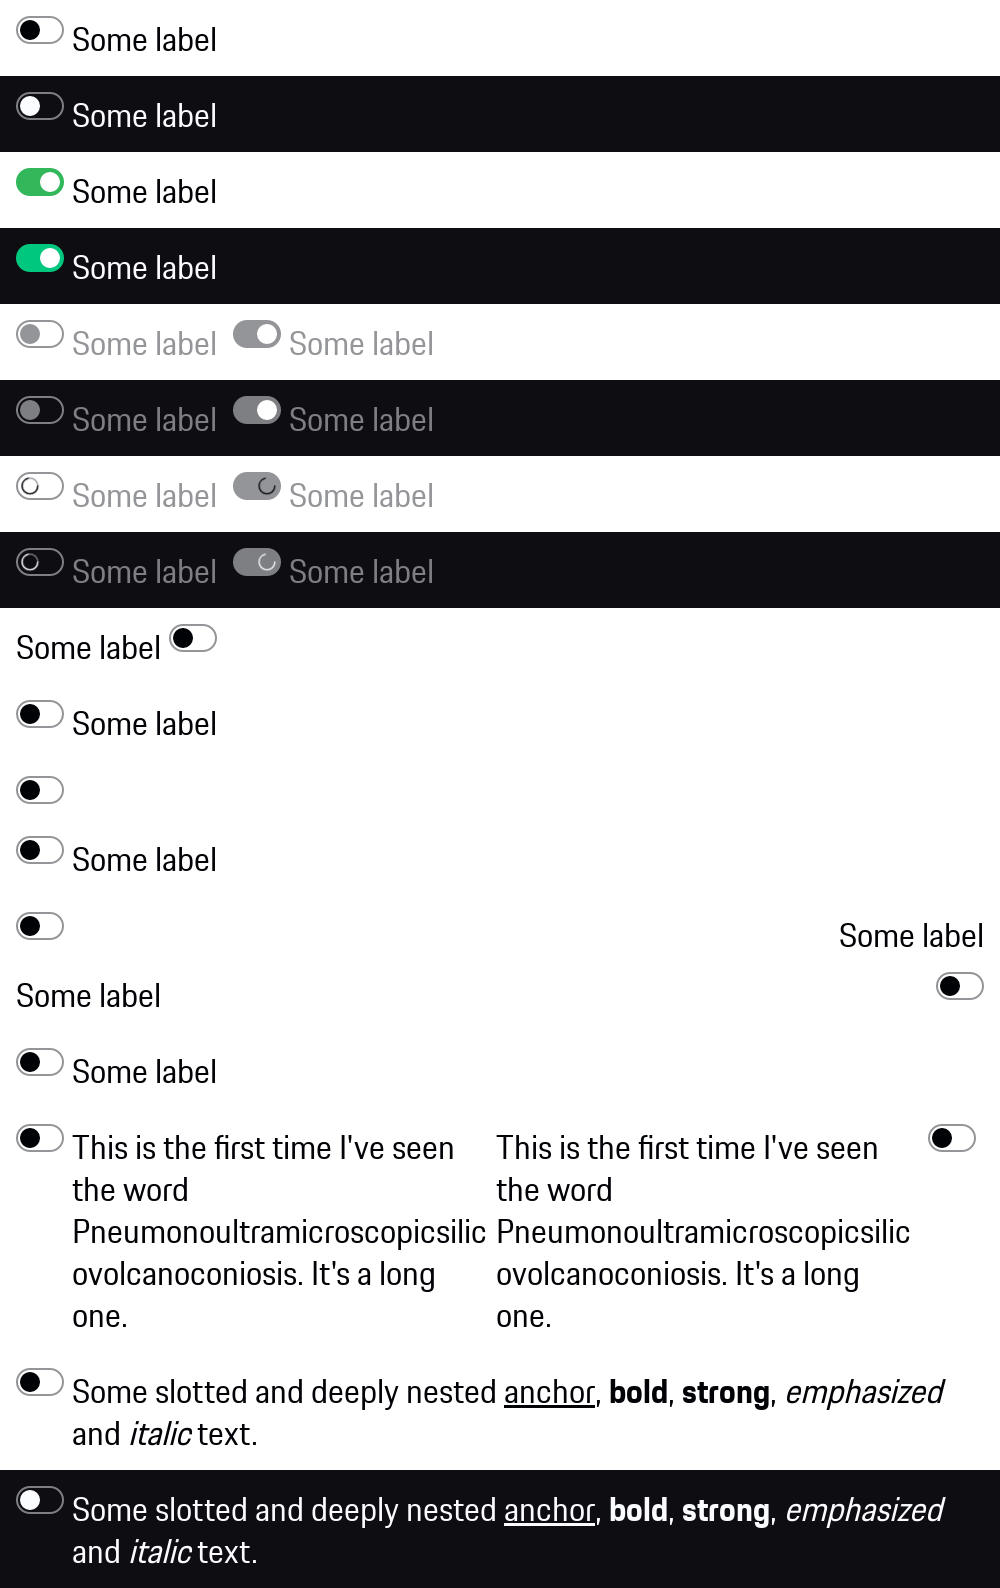 Some label
Some label
Some label
Some label
Some label Some label
Some label Some label
Some label Some label
Some label Some label
Some label
Some label
Some label
Some label
Some label
Some label
This is the first time I've seen
the word
Pneumonoultramicroscopicsilic
ovolcanoconiosis. It's a long
one.
This is the first time I've seen
the word
Pneumonoultramicroscopicsilic
ovolcanoconiosis. It's a long
one.
Some slotted and deeply nested anchor, bold, strong, emphasized
and italic text.
Some slotted and deeply nested anchor, bold, strong, emphasized
and italic text.